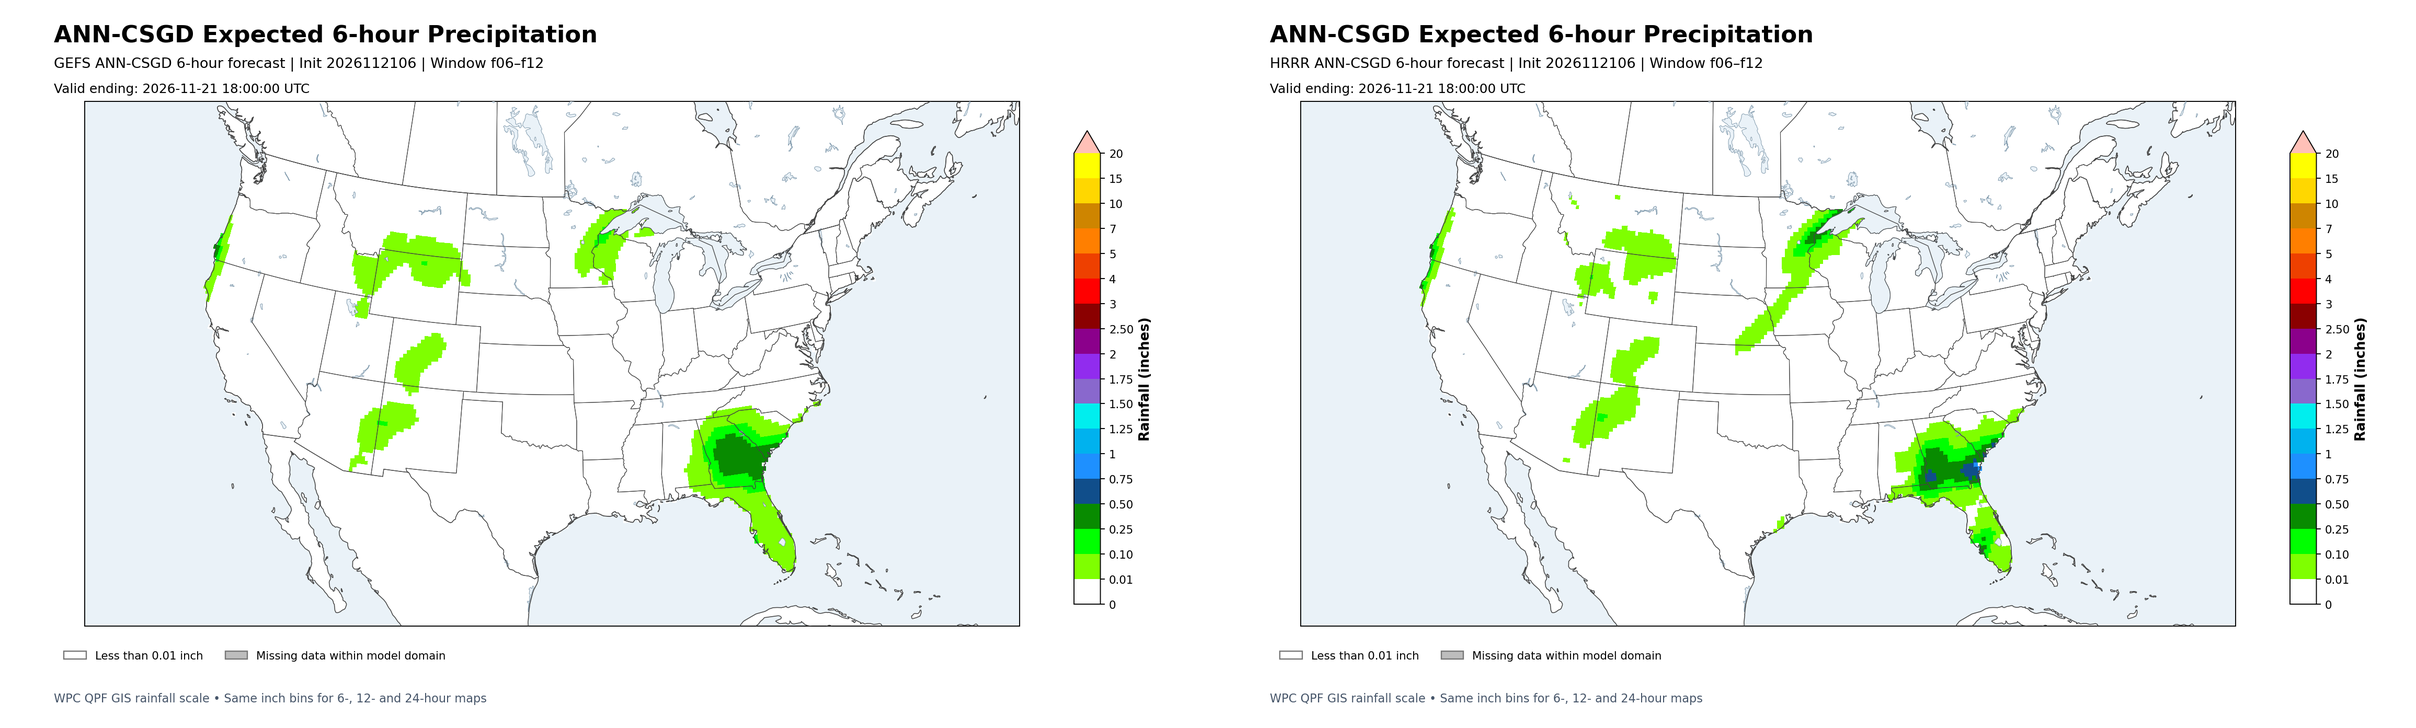 ANN-CSGD Expected 6-hour Precipitation
GEFS ANN-CSGD 6-hour forecast | Init 2026112106 | Window f06–f12
Valid ending: 2026-11-21 18:00:00 UTC
20
15
10
7
5
4
3
2.50
2
1.75
1.50
1.25
1
0.75
0.50
0.25
0.10
0.01
0
Rainfall (inches)
Less than 0.01 inch
Missing data within model domain
WPC QPF GIS rainfall scale • Same inch bins for 6-, 12- and 24-hour maps
ANN-CSGD Expected 6-hour Precipitation
HRRR ANN-CSGD 6-hour forecast | Init 2026112106 | Window f06–f12
Valid ending: 2026-11-21 18:00:00 UTC
20
15
10
7
5
4
3
2.50
2
1.75
1.50
1.25
1
0.75
0.50
0.25
0.10
0.01
0
Rainfall (inches)
Less than 0.01 inch
Missing data within model domain
WPC QPF GIS rainfall scale • Same inch bins for 6-, 12- and 24-hour maps